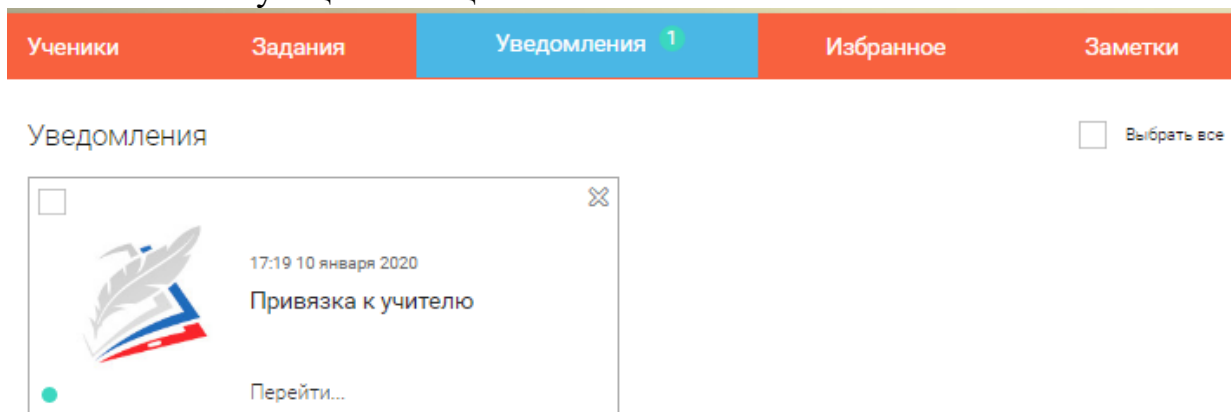 Ученики Задания Уведомления 1 Избранное Заметки
Уведомления Выбрать все
17:19 10 января 2020
Привязка к учителю
Перейти...